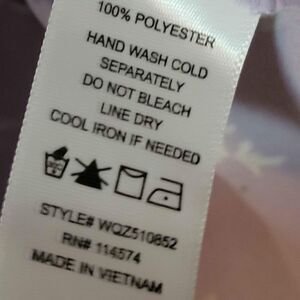 100% POLYESTER
HAND WASH COLD
SEPARATELY
DO NOT BLEACH
LINE DRY
COOL IRON IF NEEDED
STYLE# WQZ510852
RN# 114574
MADE IN VIETNAM